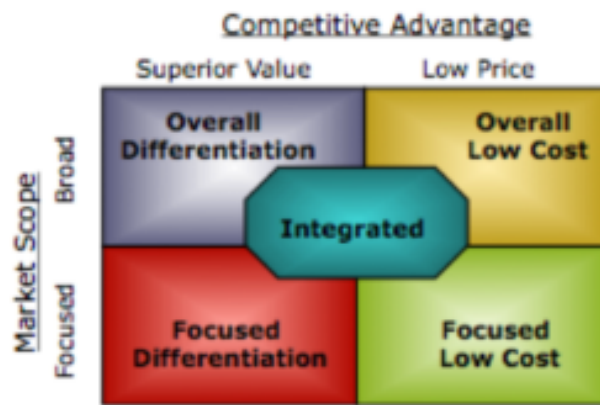 Competitive Advantage
Superior Value Low Price
Overall
Differentiation
Overall
Low Cost
Integrated
Focused
Differentiation
Focused
Low Cost
Market Scope
Broad
Focused